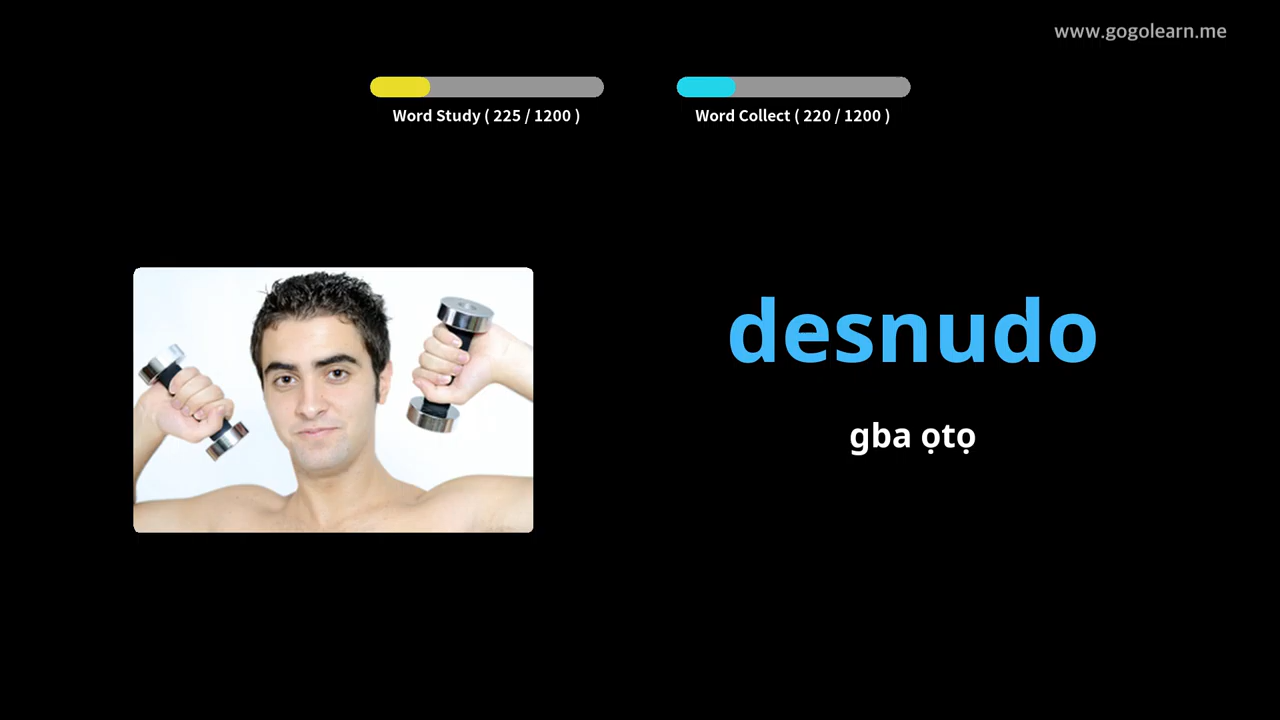 www.gogolearn.me
Word Study ( 225 / 1200 )
Word Collect ( 220 / 1200 )
desnudo
gba ọtọ